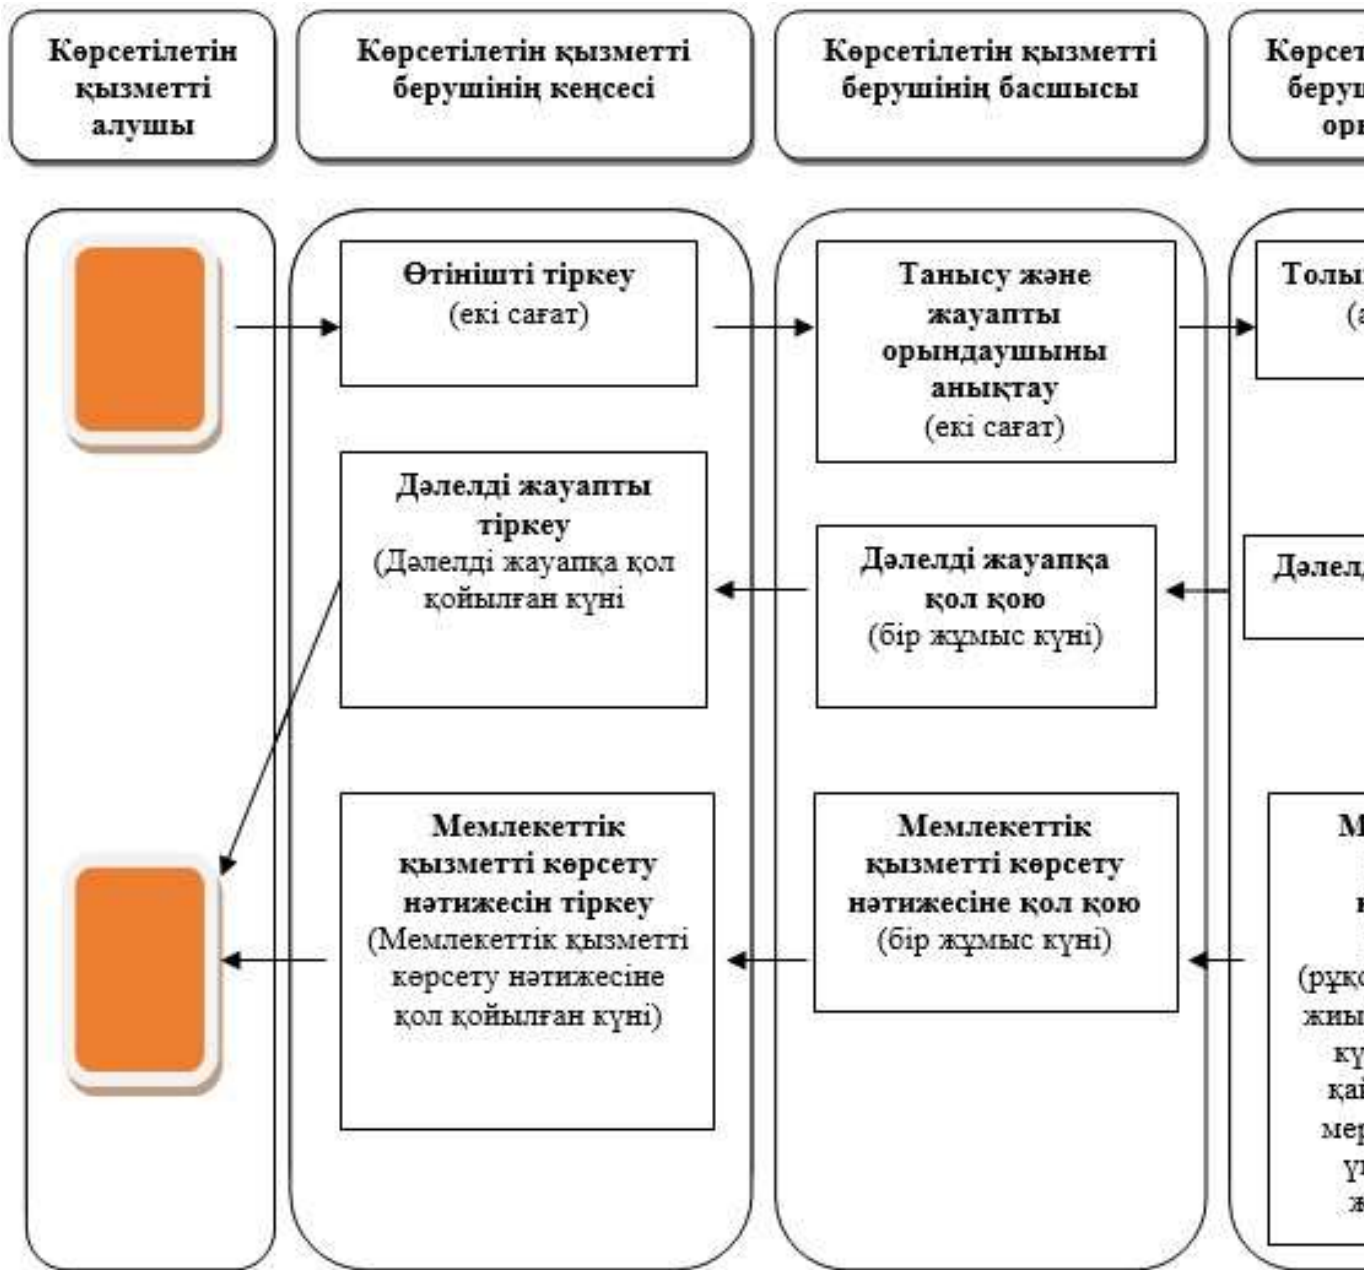 Көрсетілетін
қызметті
алушы
Көрсетілетін қызметті
берушінің кеңсесі
Көрсетілетін қызметті
берушінің басшысы
Өтінішті тіркеу
(екі сағат)
Танысу және
жауапты
орындаушыны
анықтау
(екі сағат)
Дәлелді жауапты
тіркеу
(Дәлелді жауапқа қол
қойылған күні
Дәлелді жауапқа
қол қою
(бір жұмыс күні)
Мемлекеттік
қызметті көрсету
нәтижесін тіркеу
(Мемлекеттік қызметті
көрсету нәтижесіне
қол қойылған күні)
Мемлекеттік
қызметті көрсету
нәтижесіне қол қою
(бір жұмыс күні)